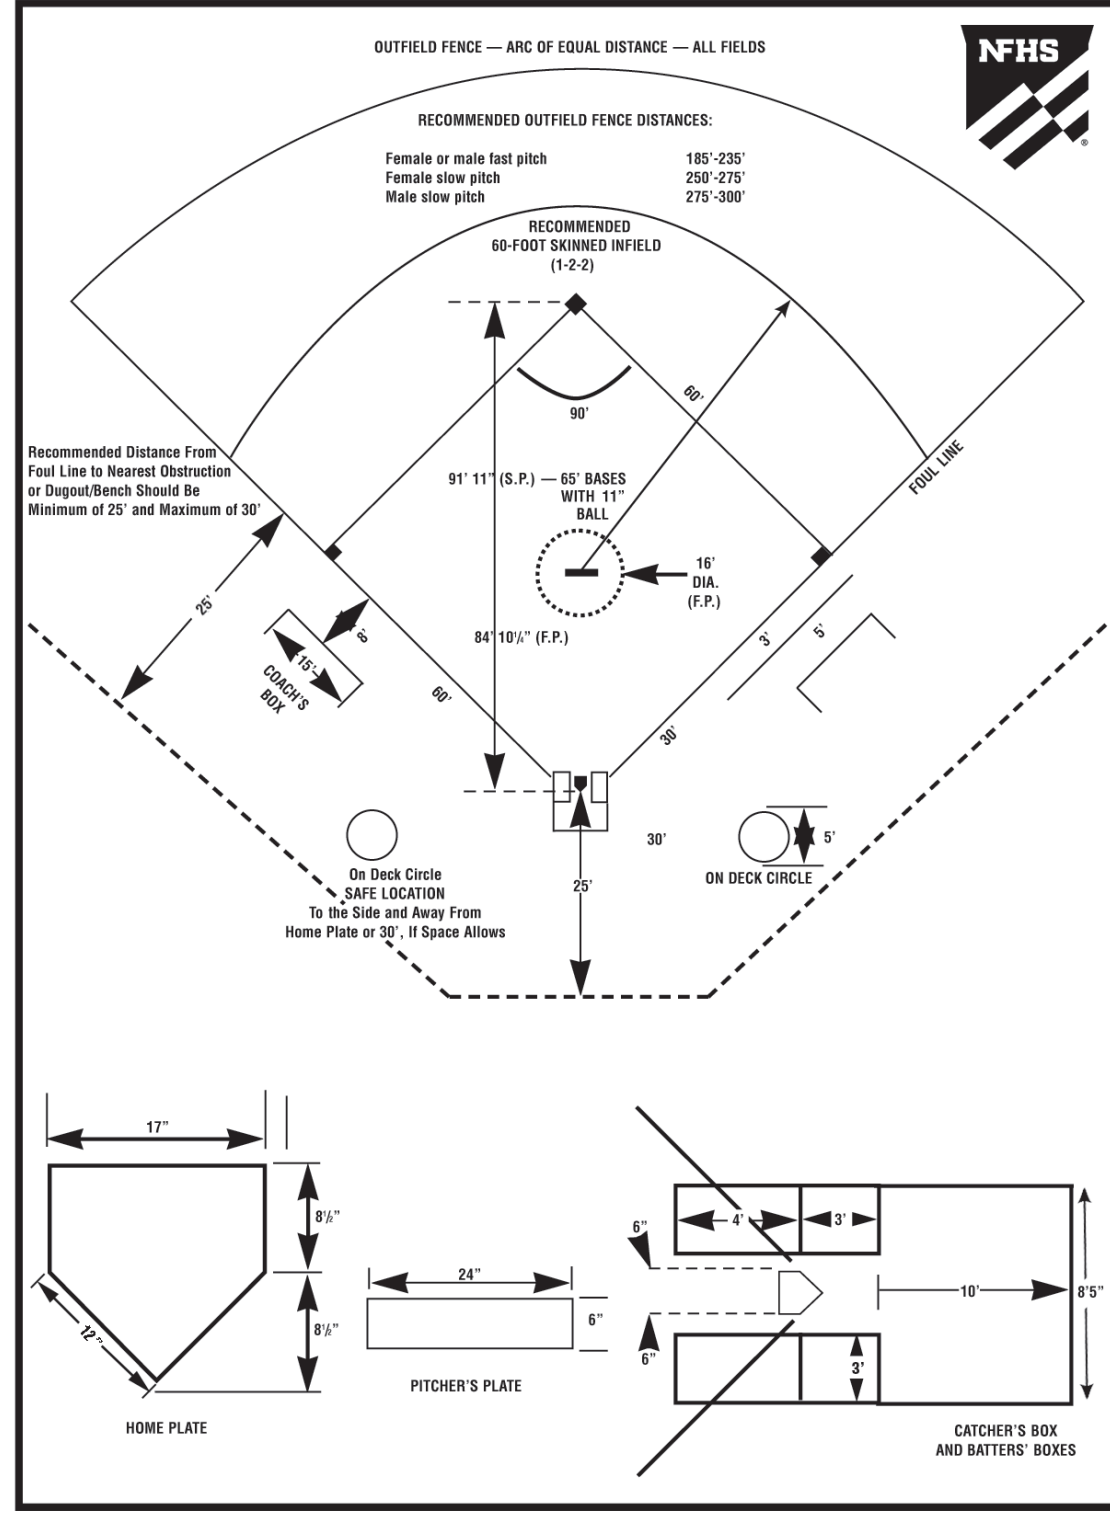 OUTFIELD FENCE — ARC OF EQUAL DISTANCE — ALL FIELDS
NFHS
®
RECOMMENDED OUTFIELD FENCE DISTANCES:
Female or male fast pitch 185’-235’
Female slow pitch 250’-275’
Male slow pitch 275’-300’
RECOMMENDED
60-FOOT SKINNED INFIELD
(1-2-2)
60’
90’
Recommended Distance From
Foul Line to Nearest Obstruction
or Dugout/Bench Should Be
Minimum of 25’ and Maximum of 30’
FOUL LINE
91’ 11” (S.P.) — 65’ BASES
WITH 11”
BALL
16’
DIA.
(F.P.)
25’
8’
15’
COACH’S
BOX
84’ 10¼” (F.P.)
3’
5’
60’
30’
30’
5’
ON DECK CIRCLE
On Deck Circle
SAFE LOCATION
To the Side and Away From
Home Plate or 30’, If Space Allows
25’
17”
8½”
8½”
12”
HOME PLATE
24”
6”
PITCHER’S PLATE
4’
3’
6”
10’
8’5”
6”
3’
CATCHER’S BOX
AND BATTERS’ BOXES